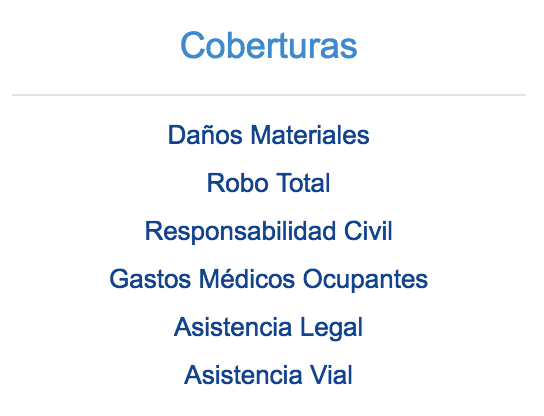 Coberturas
Daños Materiales
Robo Total
Responsabilidad Civil
Gastos Médicos Ocupantes
Asistencia Legal
Asistencia Vial